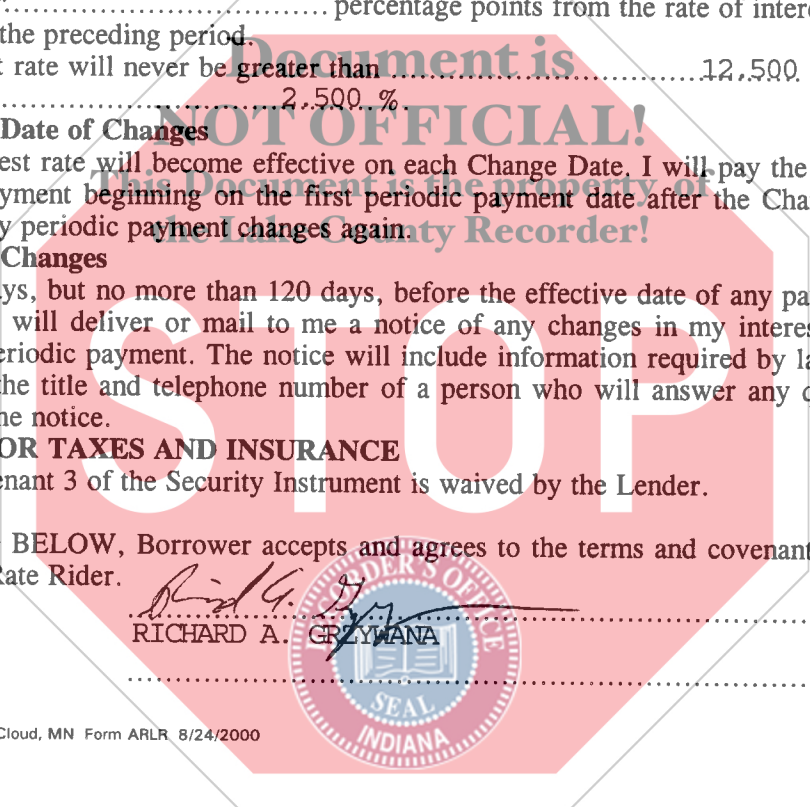 ................................ percentage points from the rate of intere
the preceding period.
t rate will never be greater than ........................................12.500
..................................2.500..%.
Date of Changes
est rate will become effective on each Change Date. I will pay the
yment beginning on the first periodic payment date after the Cha
y periodic payment changes again.
Changes
ys, but no more than 120 days, before the effective date of any pa
will deliver or mail to me a notice of any changes in my interes
eriodic payment. The notice will include information required by la
the title and telephone number of a person who will answer any q
he notice.
OR TAXES AND INSURANCE
enant 3 of the Security Instrument is waived by the Lender.
BELOW, Borrower accepts and agrees to the terms and covenant
Rate Rider.
RICHARD A. GRZYWANA
Cloud, MN Form ARLR 8/24/2000
Document is
NOT OFFICIAL!
This Document is the property of
the Lake County Recorder!
STOP
RECORDER'S OFFICE
SEAL
INDIANA